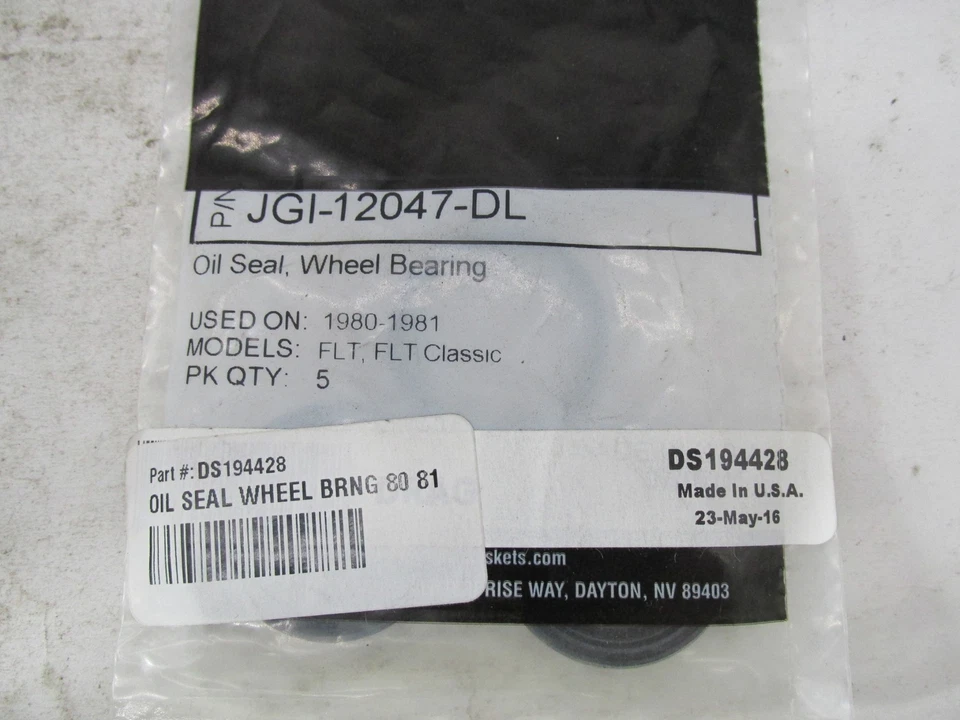 P/N JGI-12047-DL
Oil Seal, Wheel Bearing
USED ON: 1980-1981
MODELS: FLT, FLT Classic
PK QTY: 5
Part #: DS194428
OIL SEAL WHEEL BRNG 80 81
DS194428
Made In U.S.A.
23-May-16
skets.com
RISE WAY, DAYTON, NV 89403